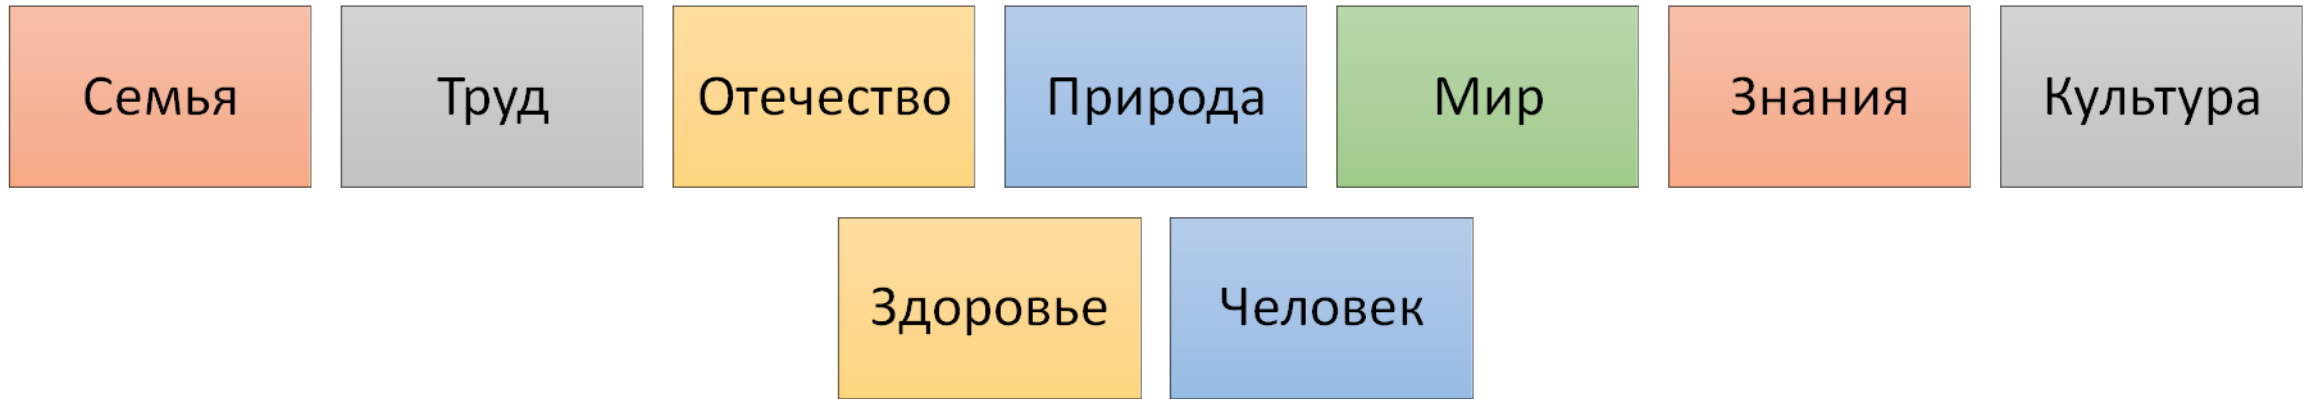 Семья Труд Отечество Природа Мир Знания Культура
Здоровье Человек